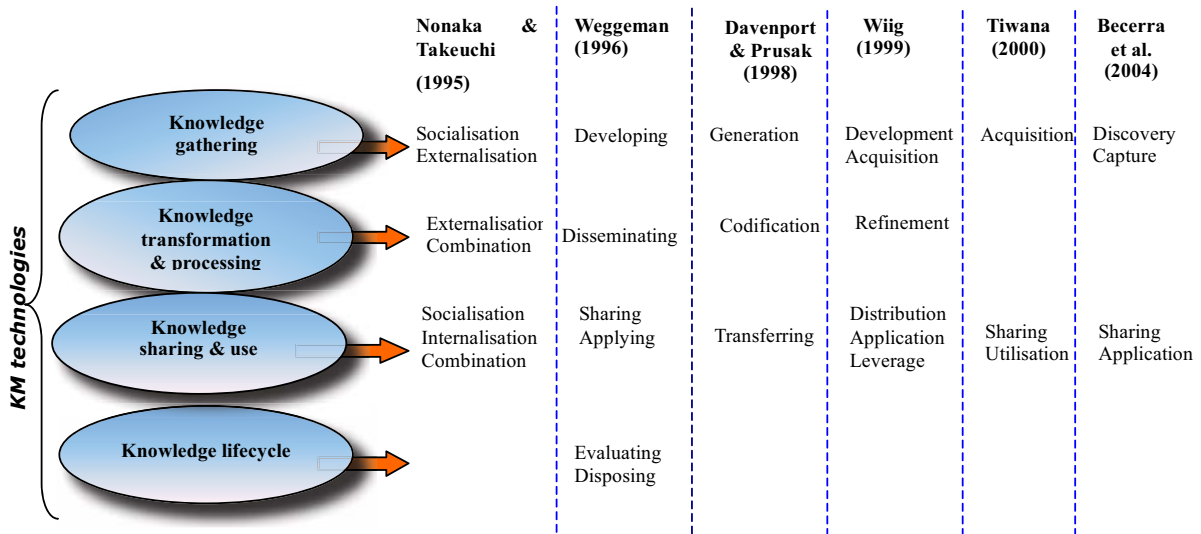 Nonaka &
Takeuchi
(1995)
Weggeman
(1996)
Davenport
& Prusak
(1998)
Wiig
(1999)
Tiwana
(2000)
Becerra
et al.
(2004)
KM technologies
Knowledge
gathering
Socialisation
Externalisation
Developing
Generation
Development
Acquisition
Acquisition
Discovery
Capture
Knowledge
transformation
& processing
Externalisation
Combination
Disseminating
Codification
Refinement
Knowledge
sharing & use
Socialisation
Internalisation
Combination
Sharing
Applying
Transferring
Distribution
Application
Leverage
Sharing
Utilisation
Sharing
Application
Knowledge lifecycle
Evaluating
Disposing